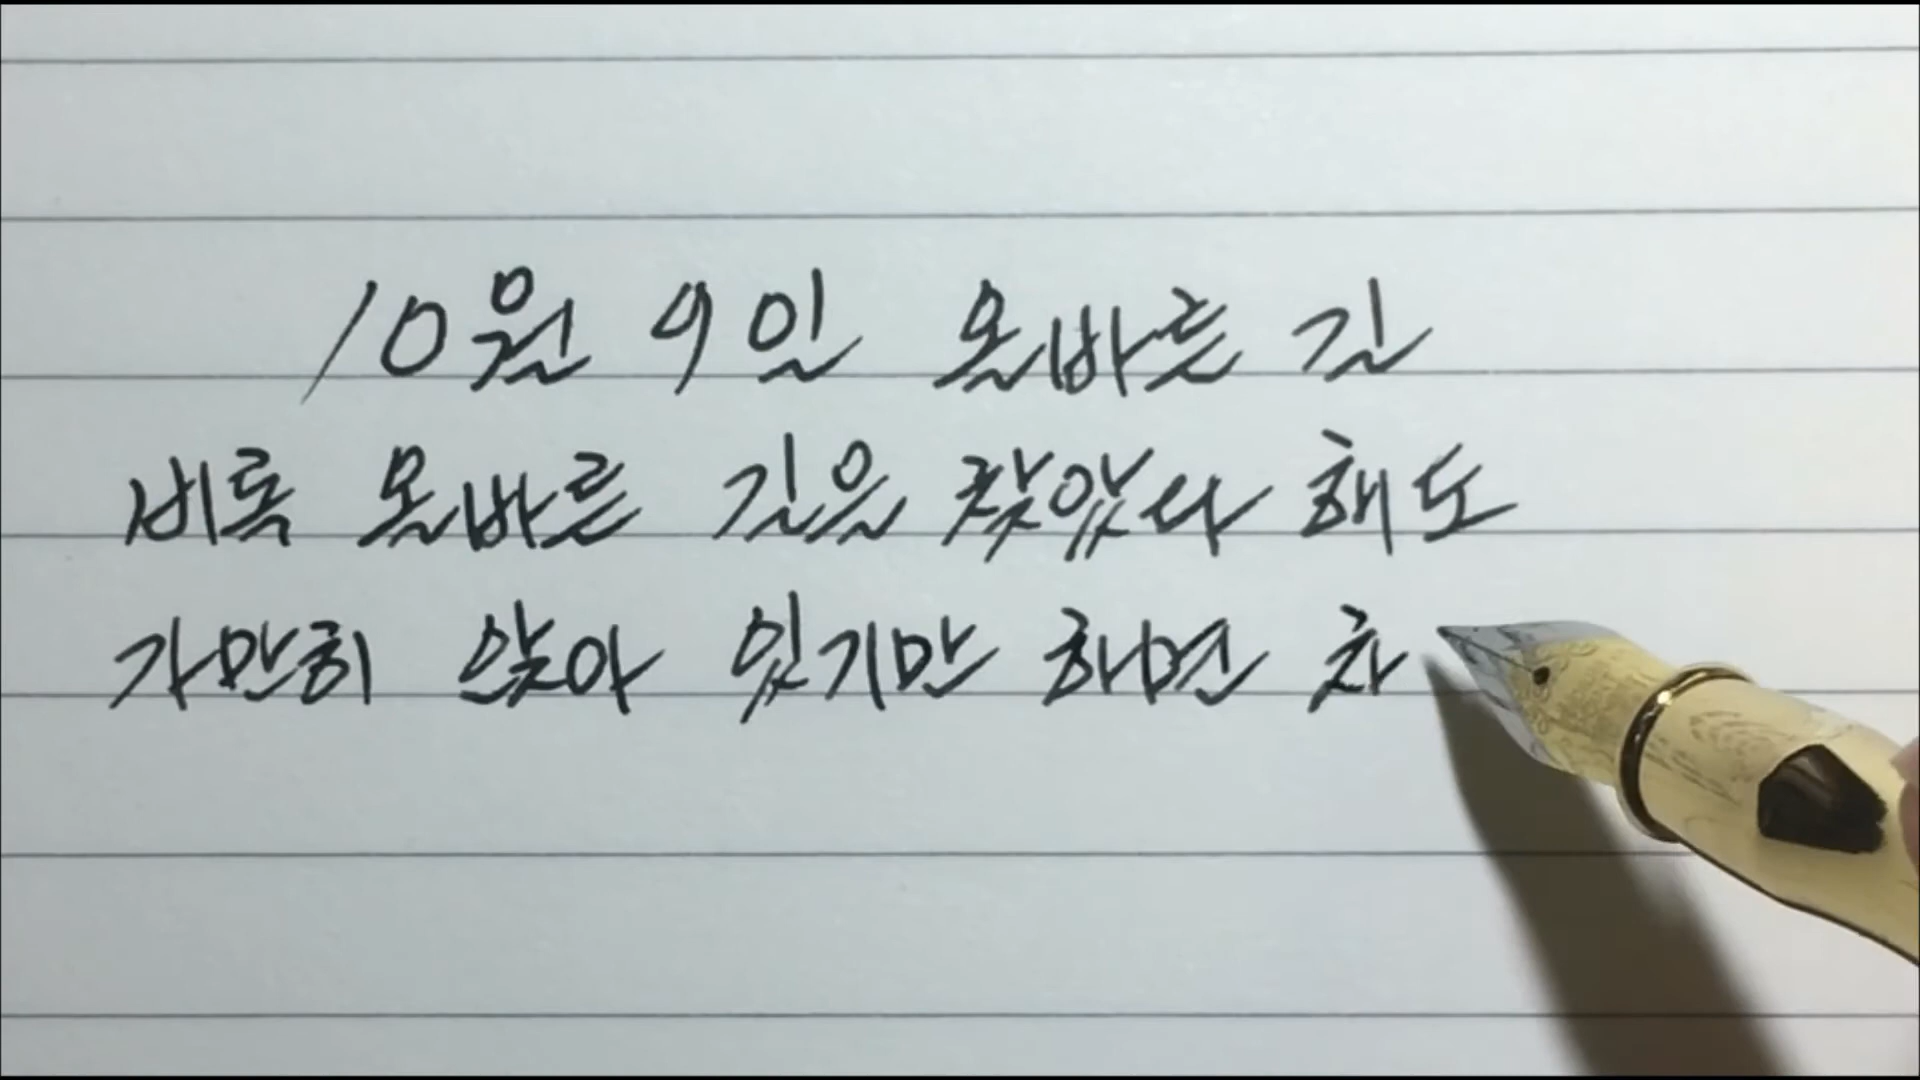 10월 9일 올바른 길
비록 올바른 길을 찾았다 해도
가만히 앉아 있기만 하면 차